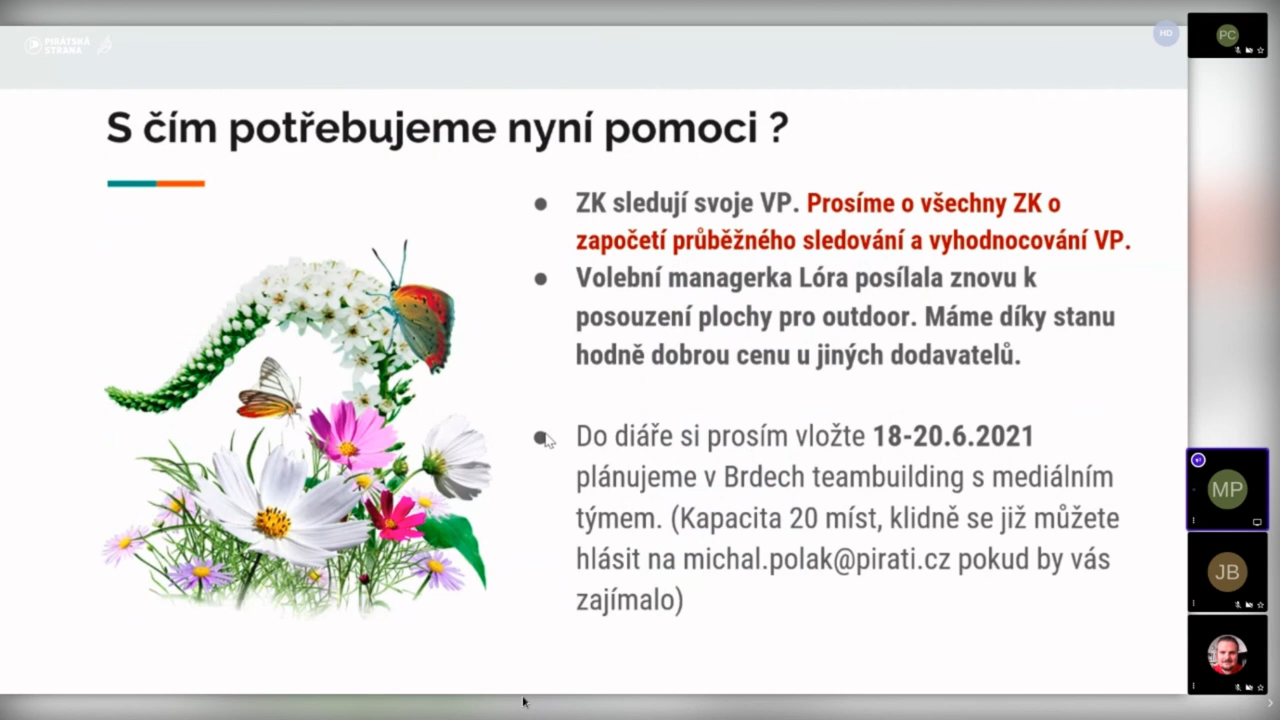 PIRÁTSKÁ
STRANA
HD
PC
S čím potřebujeme nyní pomoci ?
ZK sledují svoje VP. Prosíme o všechny ZK o
započetí průběžného sledování a vyhodnocování VP.
Volební managerka Lóra posílala znovu k
posouzení plochy pro outdoor. Máme díky stanu
hodně dobrou cenu u jiných dodavatelů.
Do diáře si prosím vložte 18-20.6.2021
plánujeme v Brdech teambuilding s mediálním
týmem. (Kapacita 20 míst, klidně se již můžete
hlásit na michal.polak@pirati.cz pokud by vás
zajímalo)
MP
JB